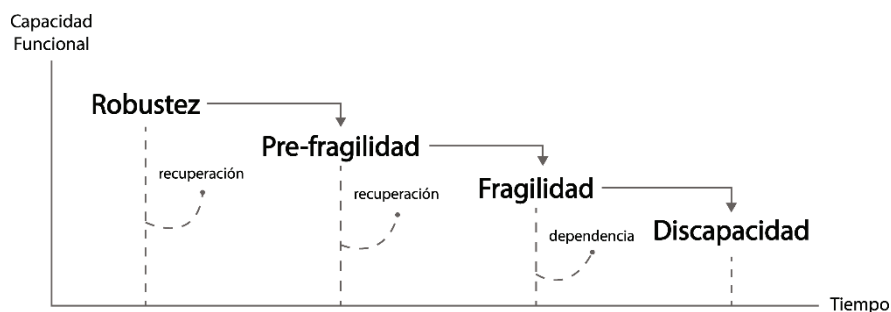 Capacidad
Funcional
Robustez
Pre-fragilidad
recuperación
recuperación
Fragilidad
dependencia
Discapacidad
Tiempo